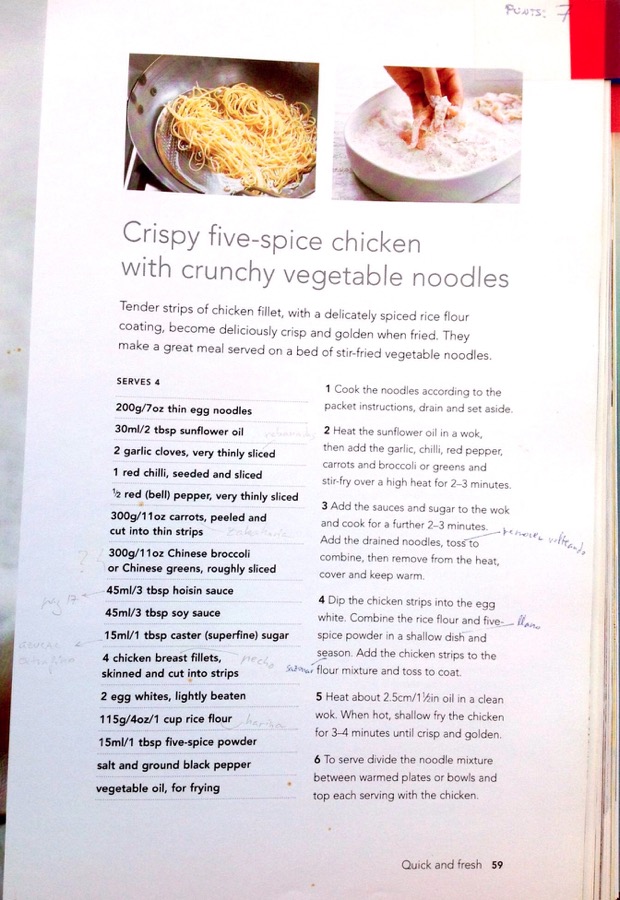 POINTS: 7
Crispy five-spice chicken
with crunchy vegetable noodles
Tender strips of chicken fillet, with a delicately spiced rice flour
coating, become deliciously crisp and golden when fried. They
make a great meal served on a bed of stir-fried vegetable noodles.
SERVES 4
200g/7oz thin egg noodles
30ml/2 tbsp sunflower oil
2 garlic cloves, very thinly sliced
1 red chilli, seeded and sliced
½ red (bell) pepper, very thinly sliced
300g/11oz carrots, peeled and
cut into thin strips
?
300g/11oz Chinese broccoli
or Chinese greens, roughly sliced
45ml/3 tbsp hoisin sauce
45ml/3 tbsp soy sauce
15ml/1 tbsp caster (superfine) sugar
4 chicken breast fillets,
pecho
skinned and cut into strips
2 egg whites, lightly beaten
115g/4oz/1 cup rice flour
harina
15ml/1 tbsp five-spice powder
salt and ground black pepper
vegetable oil, for frying
1 Cook the noodles according to the
packet instructions, drain and set aside.
2 Heat the sunflower oil in a wok,
then add the garlic, chilli, red pepper,
carrots and broccoli or greens and
stir-fry over a high heat for 2–3 minutes.
3 Add the sauces and sugar to the wok
and cook for a further 2–3 minutes.
Add the drained noodles, toss to
combine, then remove from the heat,
cover and keep warm.
4 Dip the chicken strips into the egg
white. Combine the rice flour and five-
llano
spice powder in a shallow dish and
season. Add the chicken strips to the
flour mixture and toss to coat.
5 Heat about 2.5cm/1½in oil in a clean
wok. When hot, shallow fry the chicken
for 3–4 minutes until crisp and golden.
6 To serve divide the noodle mixture
between warmed plates or bowls and
top each serving with the chicken.
Quick and fresh 59